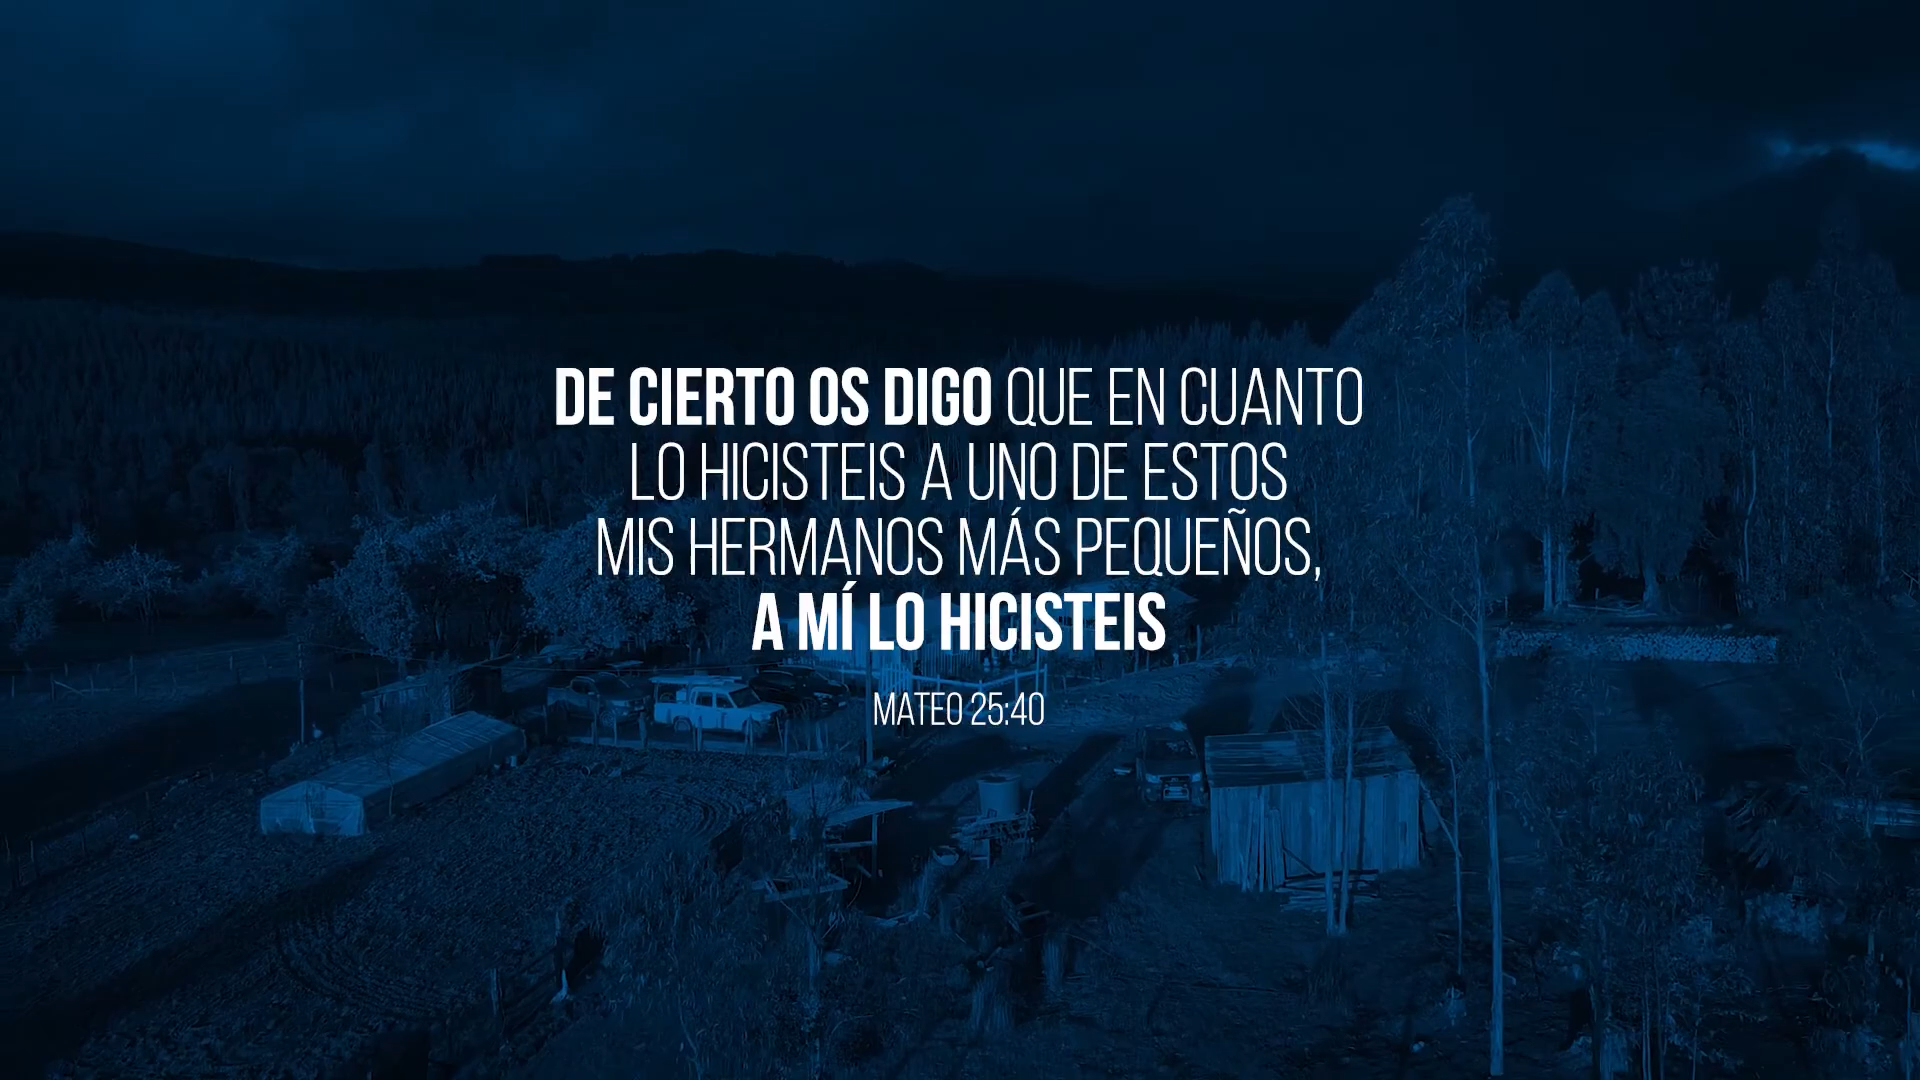 DE CIERTO OS DIGO QUE EN CUANTO
LO HICISTEIS A UNO DE ESTOS
MIS HERMANOS MÁS PEQUEÑOS,
A MÍ LO HICISTEIS
MATEO 25:40